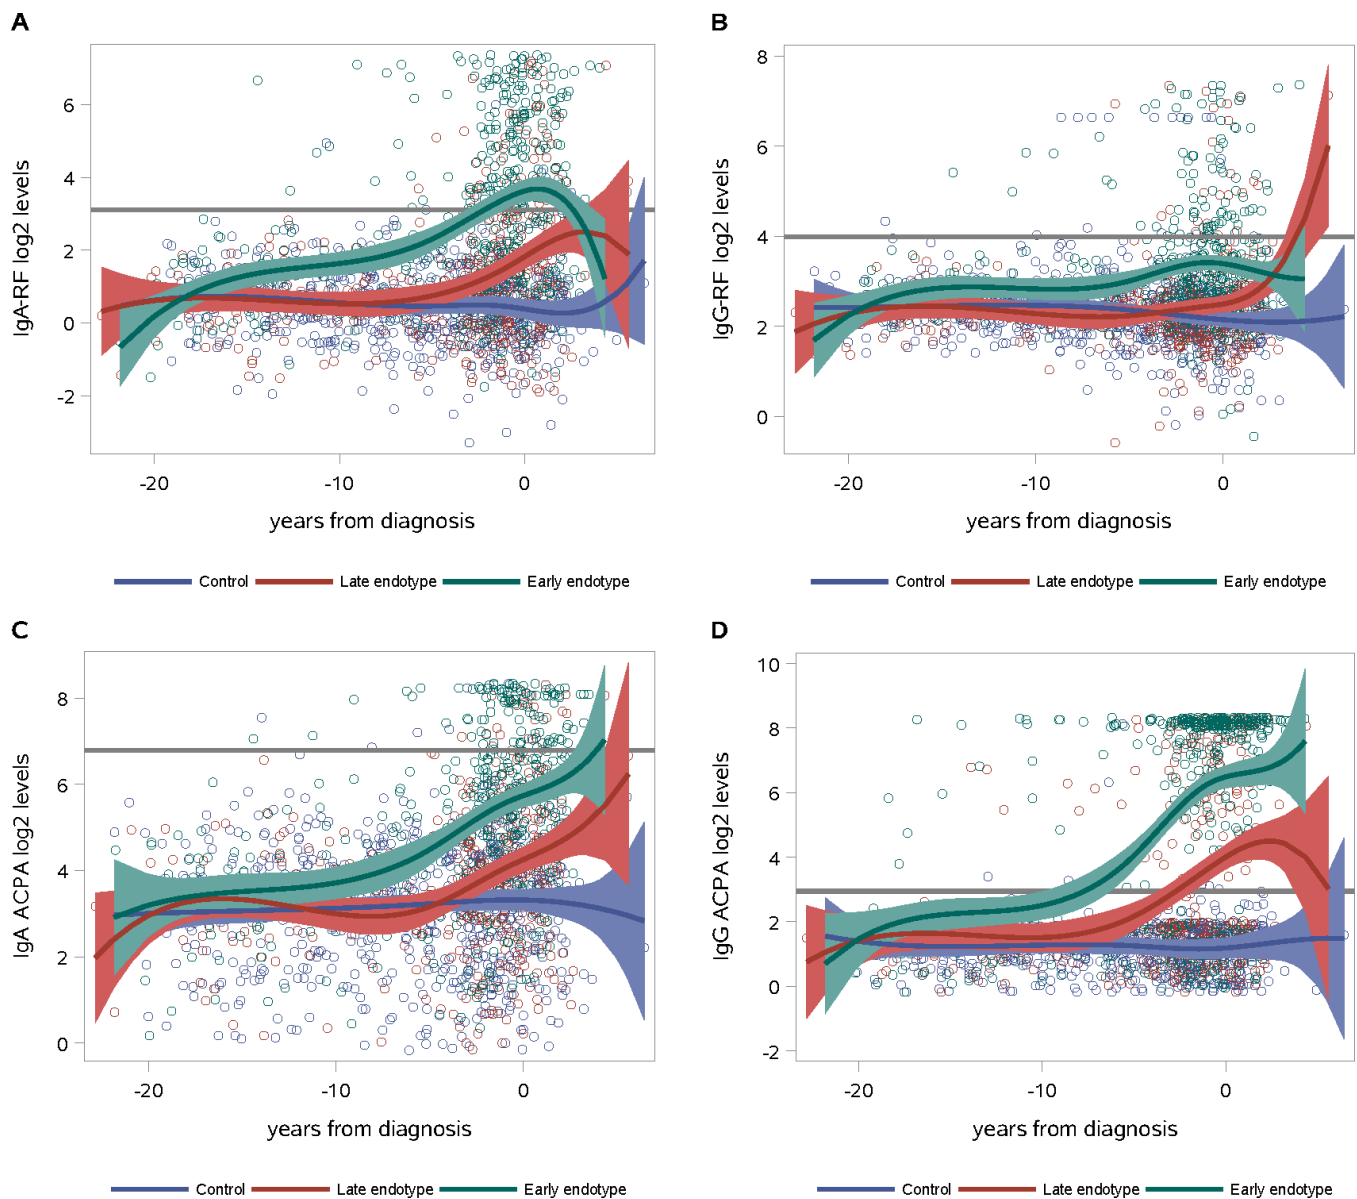 A
IgA-RF log2 levels
6
4
2
0
-2
-20 -10 0
years from diagnosis
Control Late endotype Early endotype
B
IgG-RF log2 levels
8
6
4
2
0
-20 -10 0
years from diagnosis
Control Late endotype Early endotype
C
IgA ACPA log2 levels
8
6
4
2
0
-20 -10 0
years from diagnosis
Control Late endotype Early endotype
D
IgG ACPA log2 levels
10
8
6
4
2
0
-2
-20 -10 0
years from diagnosis
Control Late endotype Early endotype